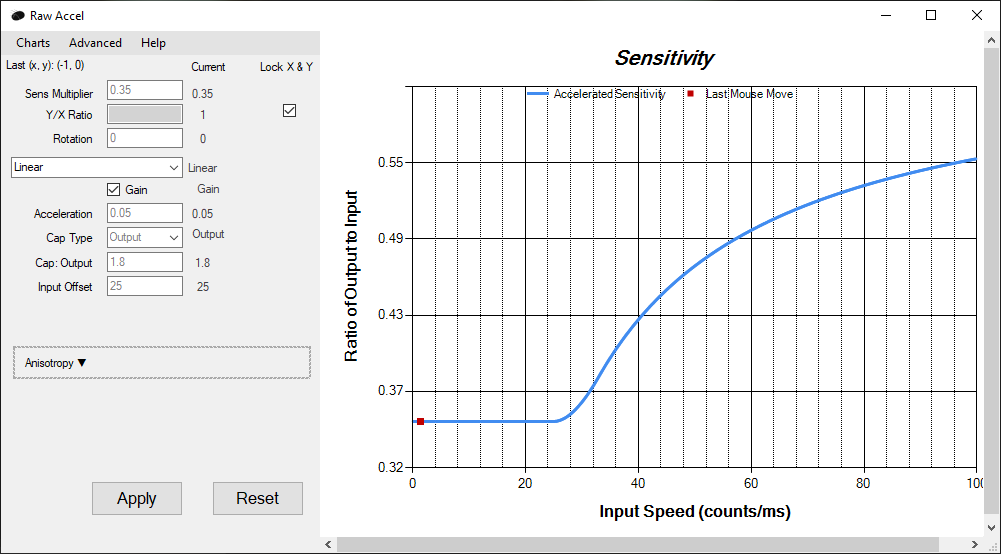 Raw Accel
Charts Advanced Help
Last (x, y): (-1, 0) Current Lock X & Y
Sens Multiplier 0.35 0.35
Y/X Ratio 1
Rotation 0 0
Linear Linear
Gain Gain
Acceleration 0.05 0.05
Cap Type Output Output
Cap: Output 1.8 1.8
Input Offset 25 25
Anisotropy ▼
Apply Reset
Sensitivity
Accelerated Sensitivity Last Mouse Move
0.55
0.49
0.43
0.37
0.32
Ratio of Output to Input
0 20 40 60 80 100
Input Speed (counts/ms)